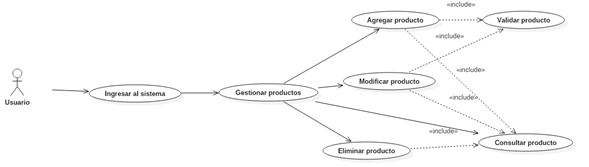 «include»
Agregar producto
Validar producto
«include»
«include»
Modificar producto
Usuario
Ingresar al sistema
Gestionar productos
«include»
«include»
Eliminar producto
Consultar producto